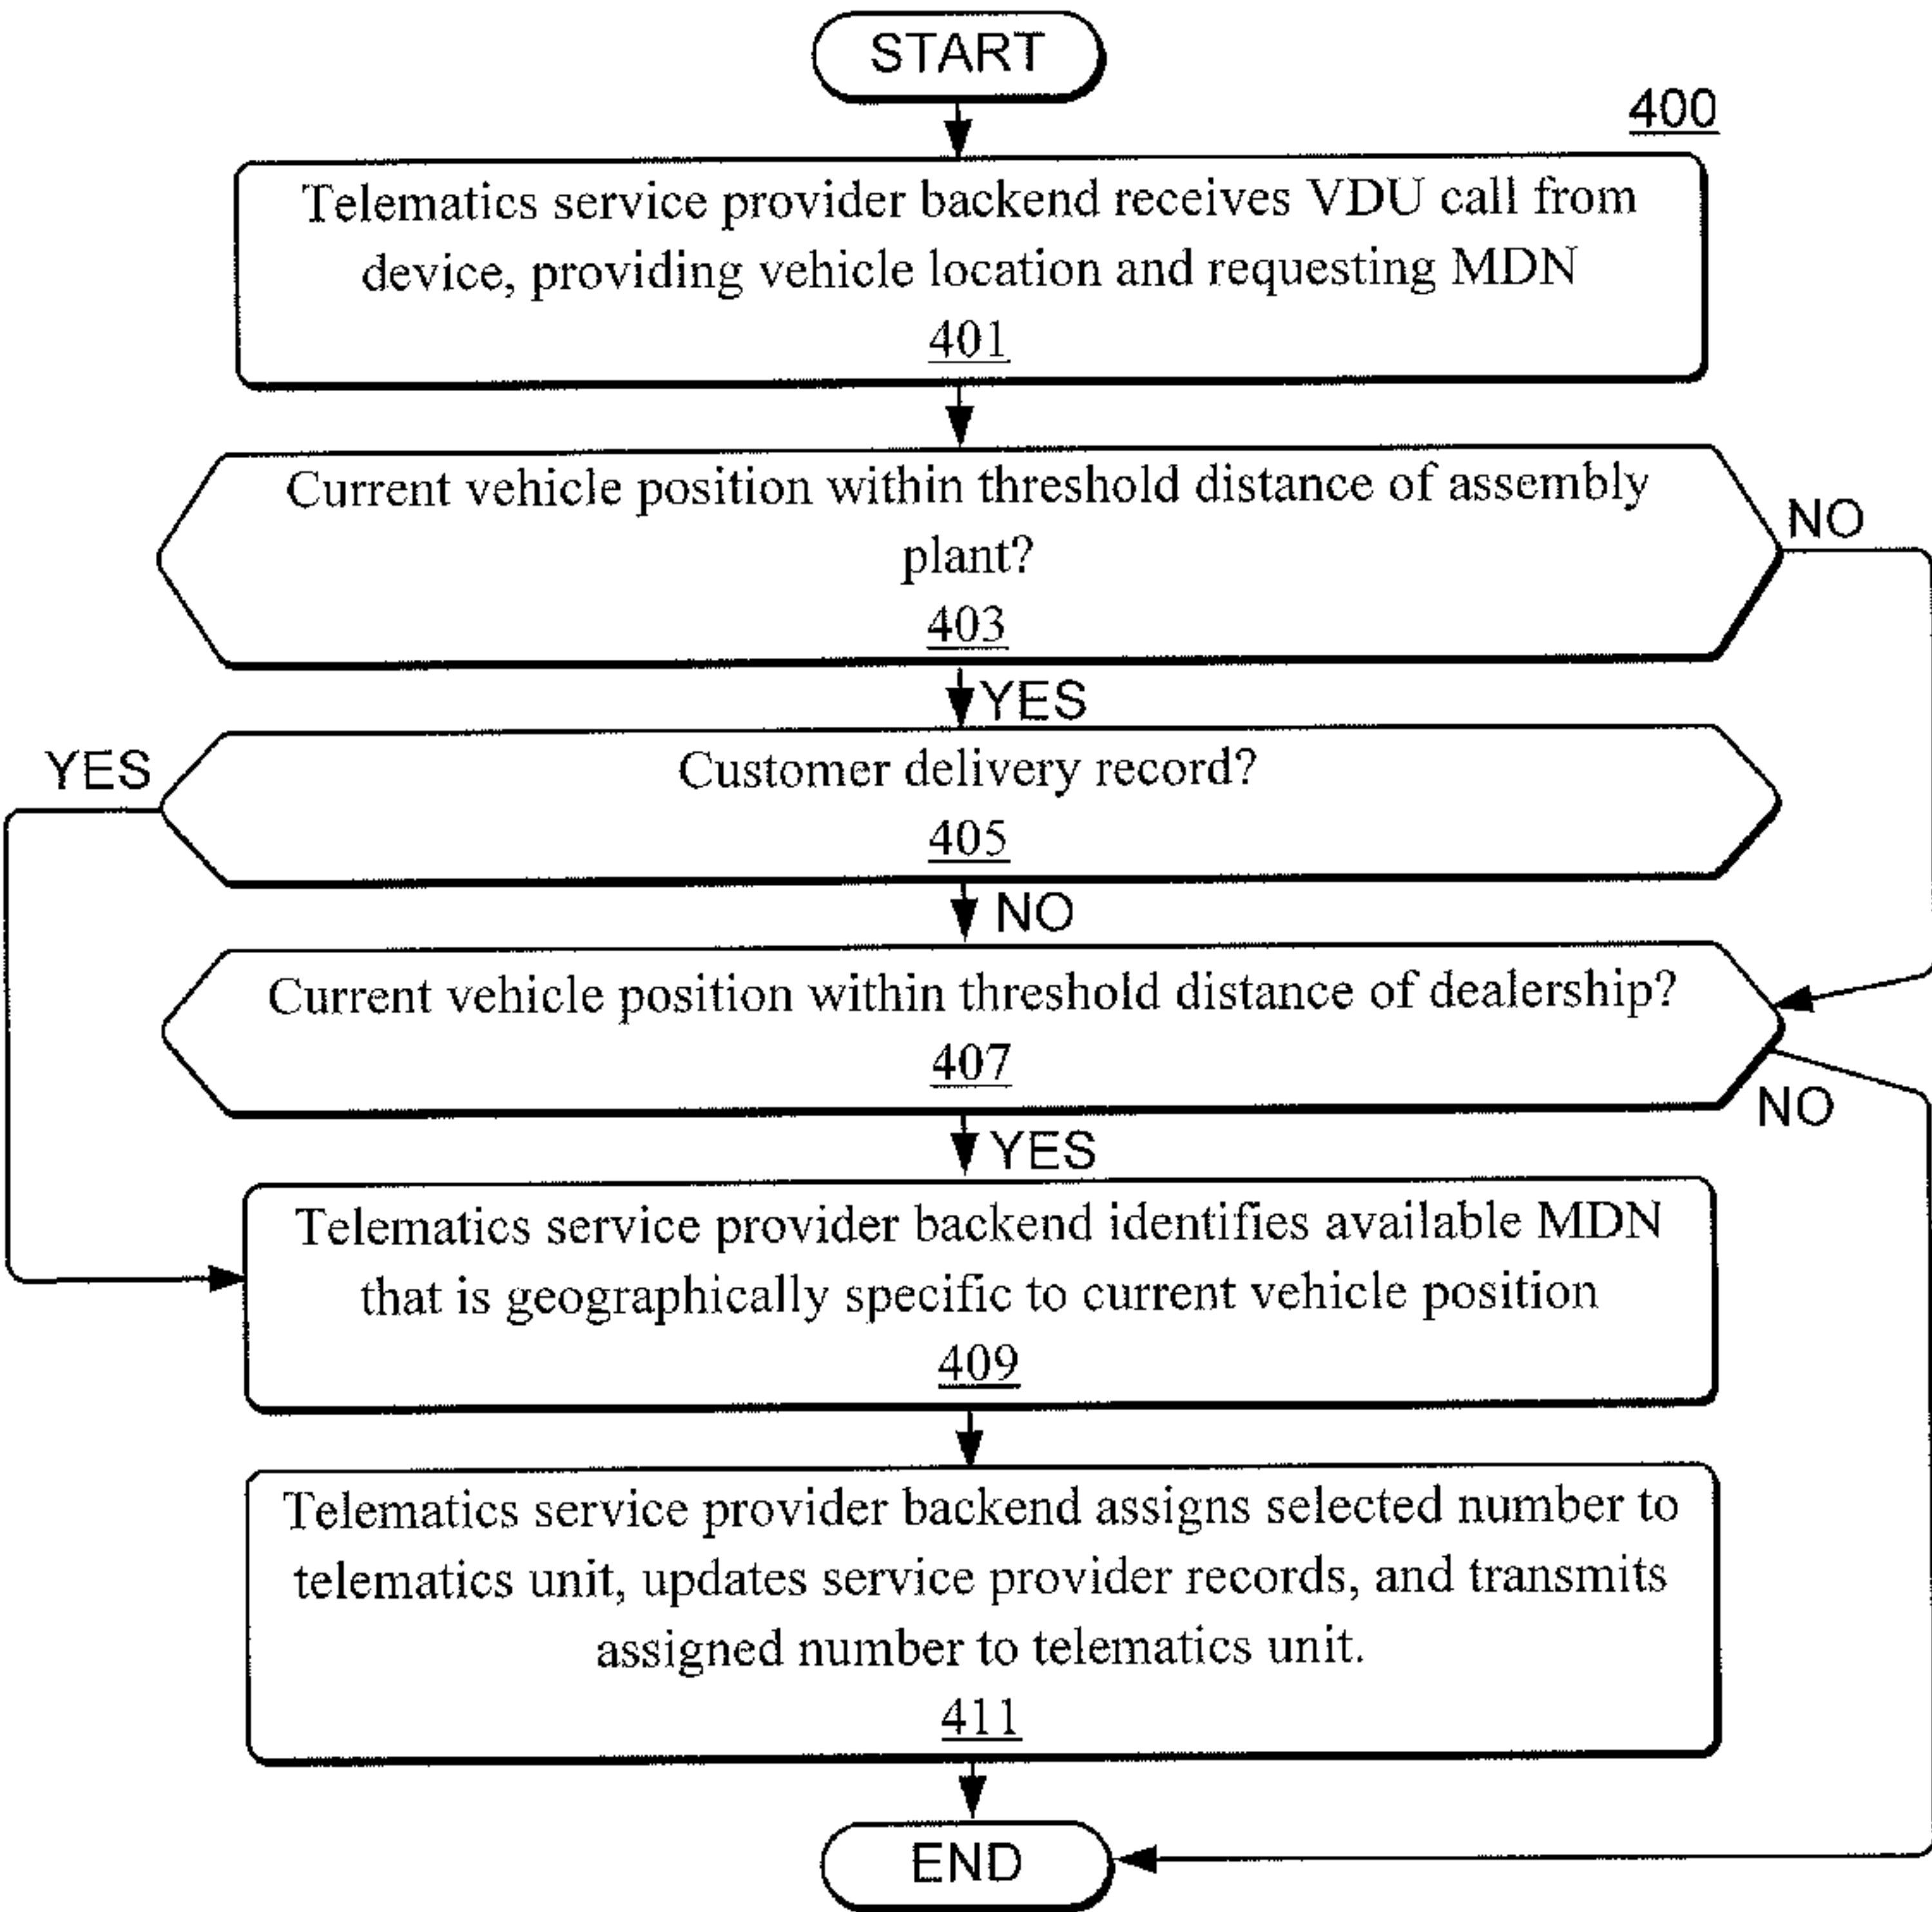 START
400
Telematics service provider backend receives VDU call from
device, providing vehicle location and requesting MDN
401
Current vehicle position within threshold distance of assembly
plant?
403
NO
YES
Customer delivery record?
405
YES
NO
Current vehicle position within threshold distance of dealership?
407
NO
YES
Telematics service provider backend identifies available MDN
that is geographically specific to current vehicle position
409
Telematics service provider backend assigns selected number to
telematics unit, updates service provider records, and transmits
assigned number to telematics unit.
411
END